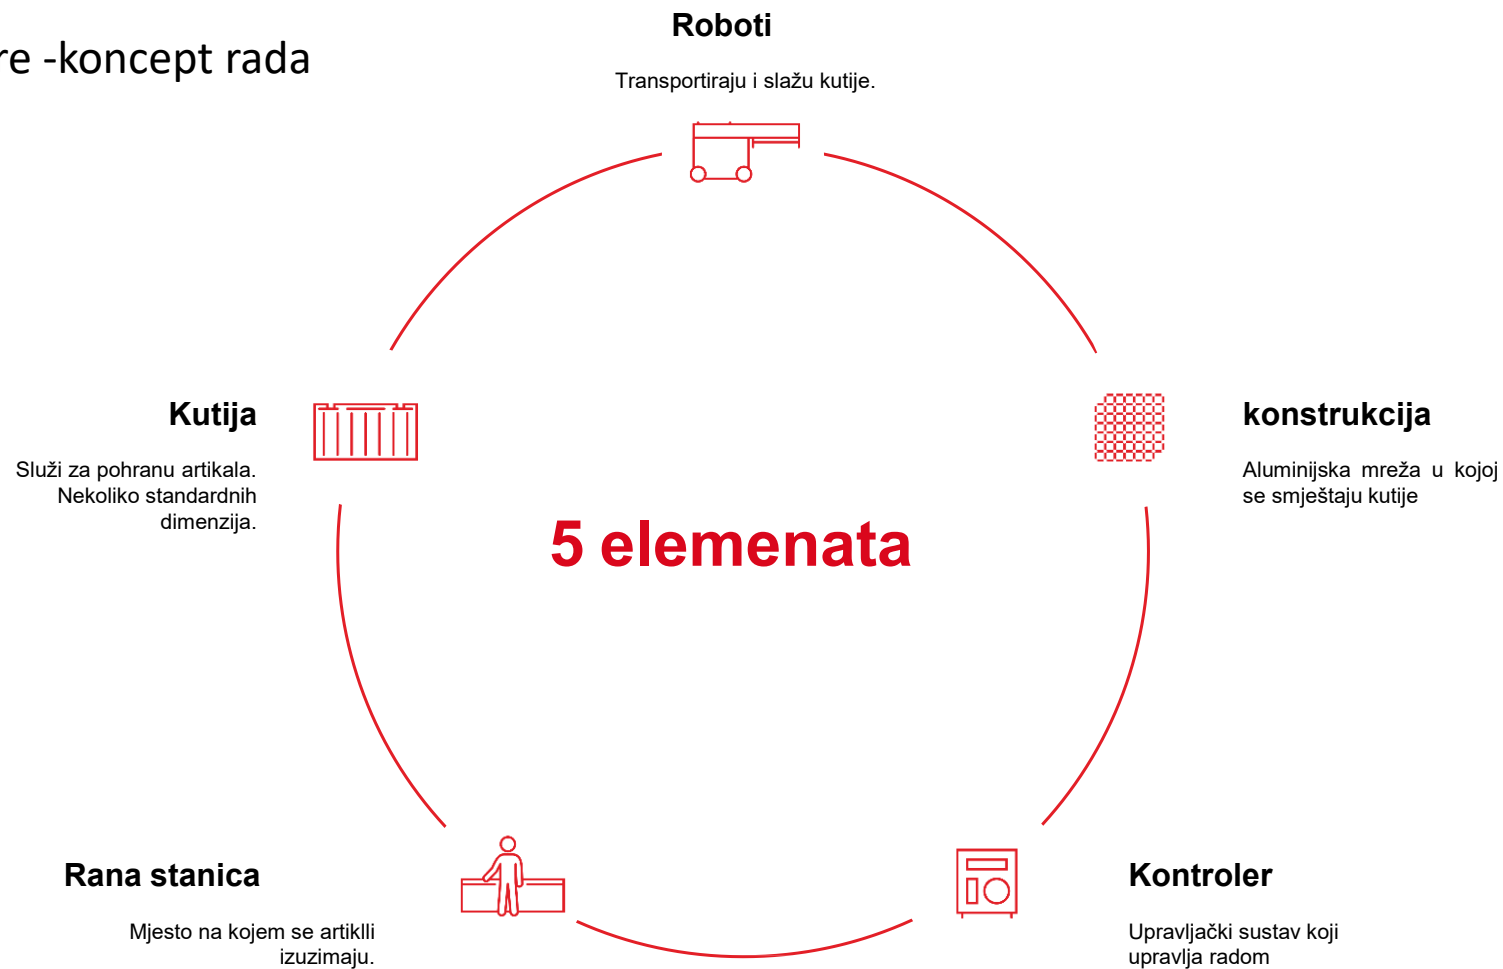 re -koncept rada
Roboti
Transportiraju i slažu kutije.
Kutija
Služi za pohranu artikala.
Nekoliko standardnih
dimenzija.
konstrukcija
Aluminijska mreža u kojoj
se smještaju kutije
5 elemenata
Rana stanica
Mjesto na kojem se artiklli
izuzimaju.
Kontroler
Upravljački sustav koji
upravlja radom